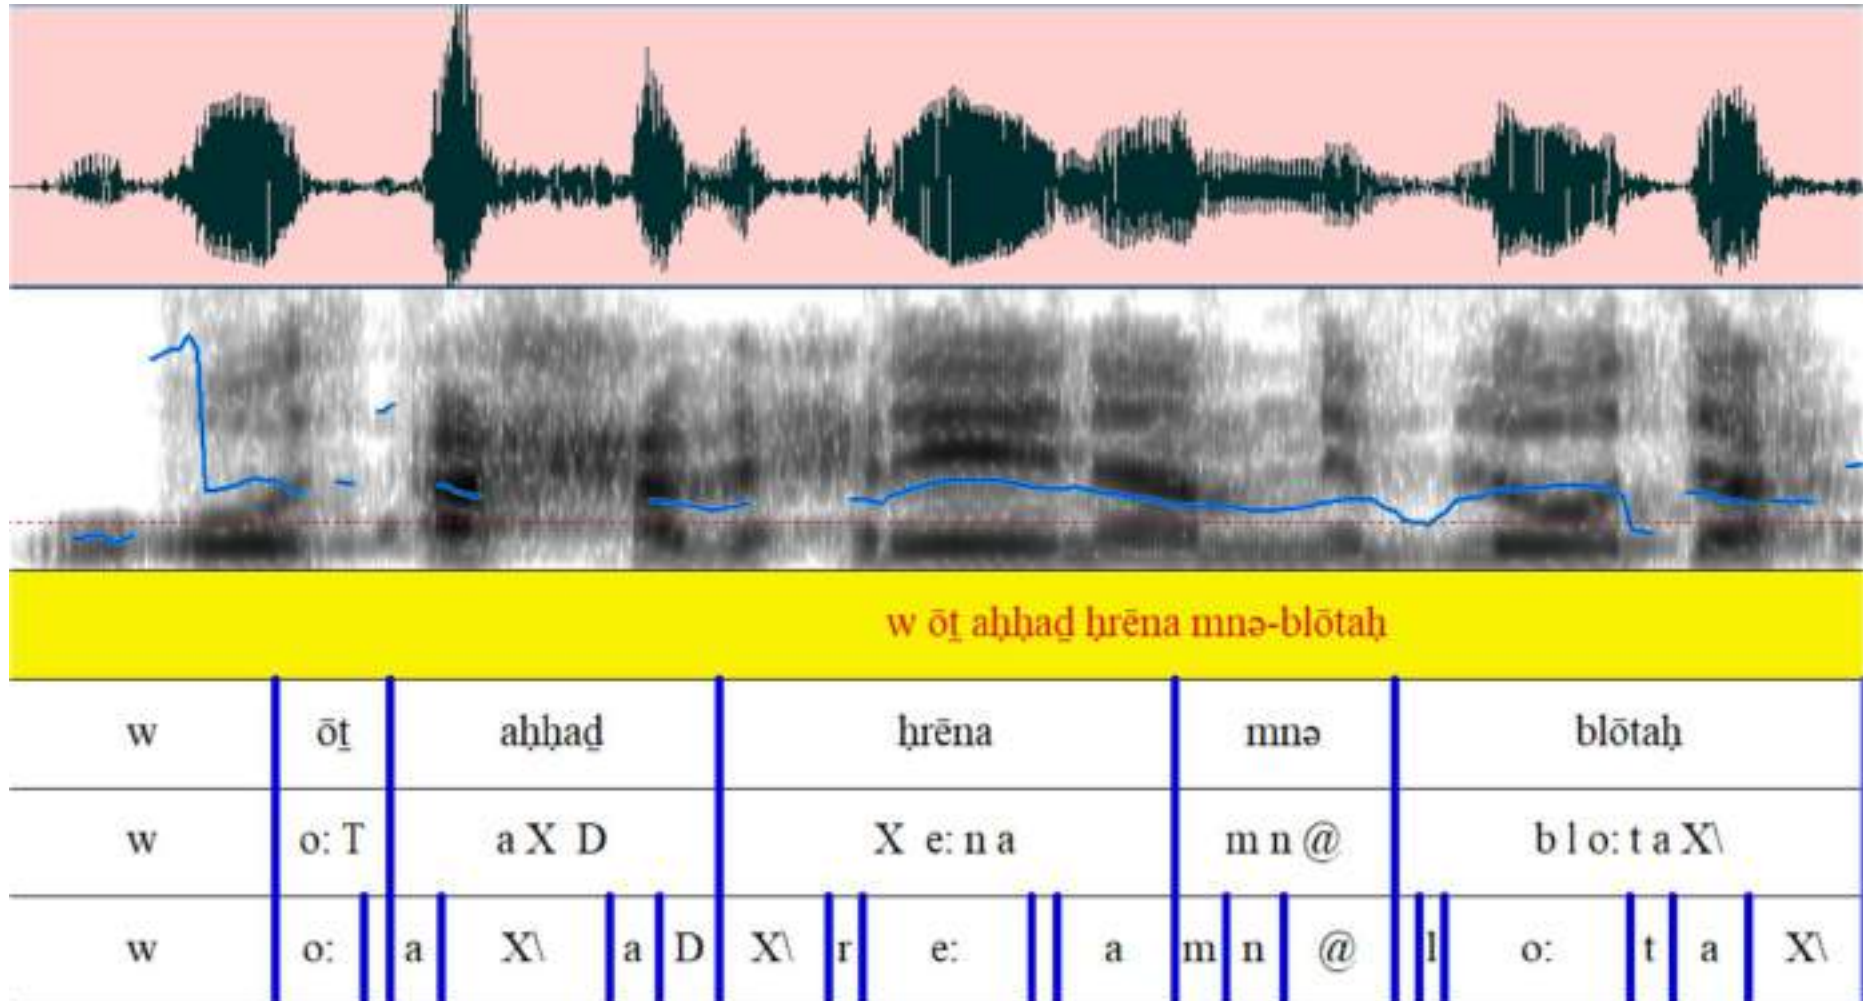 w ōṯ aḥḥaḏ ḥrēna mnə-blōtaḥ
w ōṯ aḥḥaḏ ḥrēna mnə blōtaḥ
w o: T a X D X e: n a m n @ b l o: t a X\
w o: a X\ a D X\ r e: a m n @ l o: t a X\